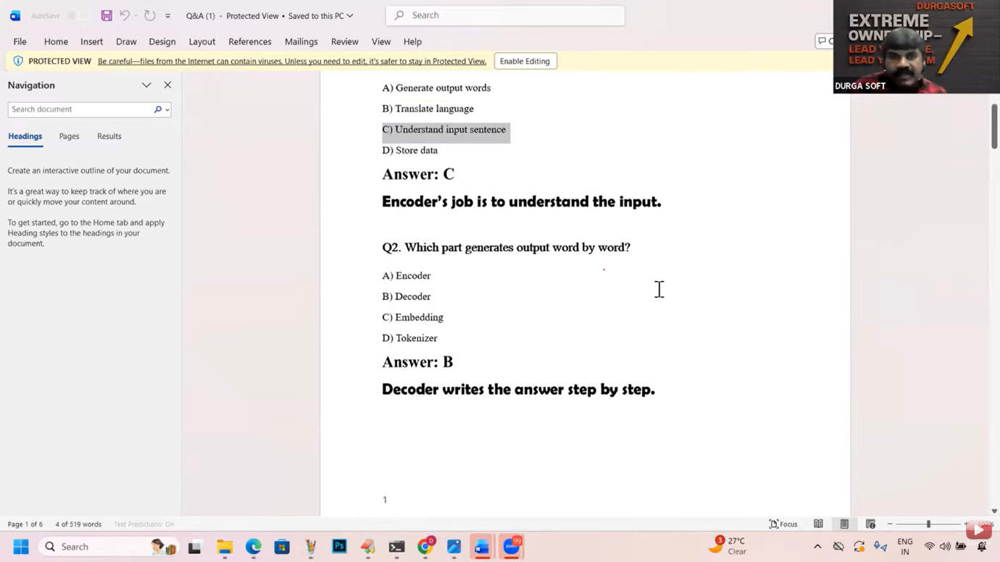 AutoSave
Q&A (1) - Protected View • Saved to this PC
Search
File
Home
Insert
Draw
Design
Layout
References
Mailings
Review
View
Help
PROTECTED VIEW
Be careful—files from the Internet can contain viruses. Unless you need to edit, it's safer to stay in Protected View.
Enable Editing
DURGASOFT
EXTREME
LEAD
DURGA SOFT
Navigation
Search document
Headings
Pages
Results
Create an interactive outline of your document.
It's a great way to keep track of where you are
or quickly move your content around.
To get started, go to the Home tab and apply
Heading styles to the headings in your
document.
A) Generate output words
B) Translate language
C) Understand input sentence
D) Store data
Answer: C
Encoder's job is to understand the input.
Q2. Which part generates output word by word?
A) Encoder
B) Decoder
C) Embedding
D) Tokenizer
Answer: B
Decoder writes the answer step by step.
1
Page 1 of 6
4 of 519 words
Text Predictions: On
Focus
Search
Ps
D
99
3
27°C
Clear
ENG
IN